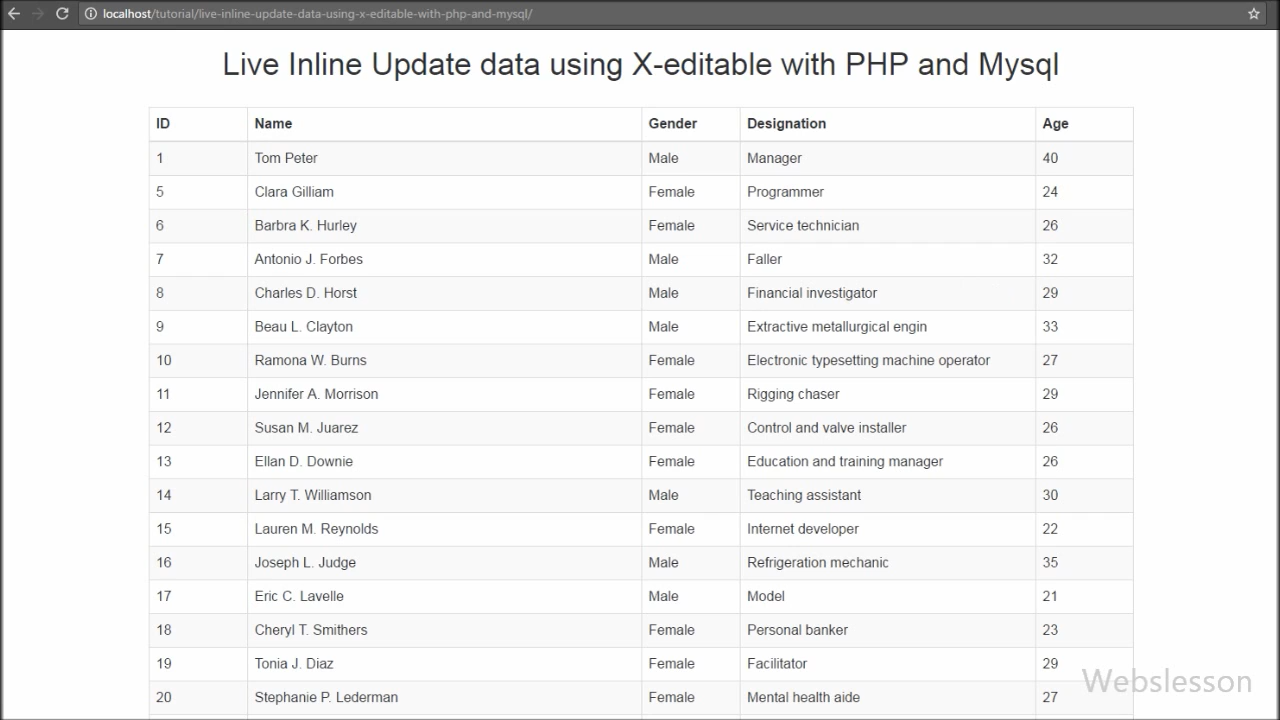 localhost/tutorial/live-inline-update-data-using-x-editable-with-php-and-mysql/
Live Inline Update data using X-editable with PHP and Mysql
ID Name Gender Designation Age
1 Tom Peter Male Manager 40
5 Clara Gilliam Female Programmer 24
6 Barbra K. Hurley Female Service technician 26
7 Antonio J. Forbes Male Faller 32
8 Charles D. Horst Male Financial investigator 29
9 Beau L. Clayton Male Extractive metallurgical engin 33
10 Ramona W. Burns Female Electronic typesetting machine operator 27
11 Jennifer A. Morrison Female Rigging chaser 29
12 Susan M. Juarez Female Control and valve installer 26
13 Ellan D. Downie Female Education and training manager 26
14 Larry T. Williamson Male Teaching assistant 30
15 Lauren M. Reynolds Female Internet developer 22
16 Joseph L. Judge Male Refrigeration mechanic 35
17 Eric C. Lavelle Male Model 21
18 Cheryl T. Smithers Female Personal banker 23
19 Tonia J. Diaz Female Facilitator 29
20 Stephanie P. Lederman Female Mental health aide 27
Webslesson